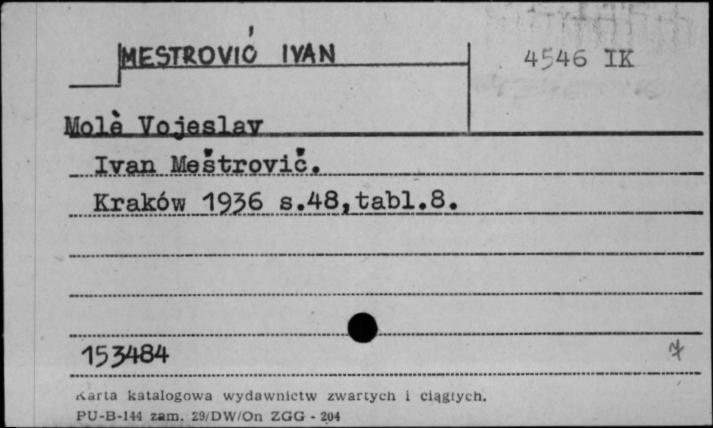 MESTROVIĆ IVAN
4546 IK
Molè Vojeslav
Ivan Meštrovič.
Kraków 1936 s.48,tabl.8.
153484
Karta katalogowa wydawnictw zwartych i ciągłych.
PU-B-144 zam. 29/DW/On ZGG - 204